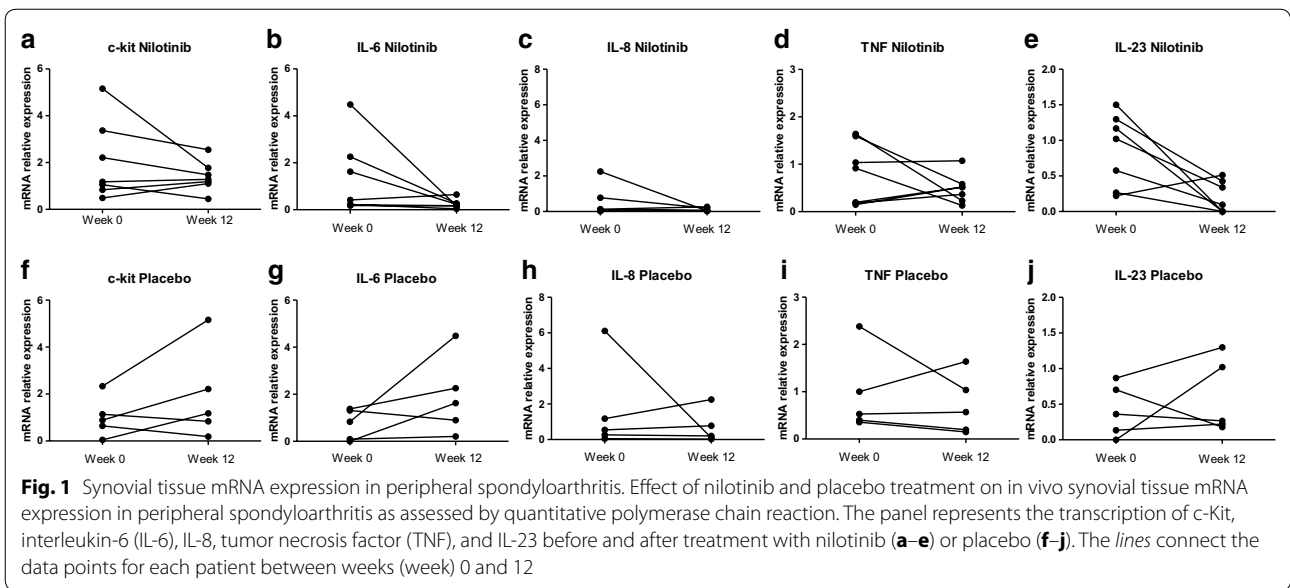 a b c d e
c-kit Nilotinib IL-6 Nilotinib IL-8 Nilotinib TNF Nilotinib IL-23 Nilotinib
mRNA relative expression
6
4
2
0
Week 0 Week 12
mRNA relative expression
6
4
2
0
Week 0 Week 12
mRNA relative expression
8
6
4
2
0
Week 0 Week 12
mRNA relative expression
3
2
1
0
Week 0 Week 12
mRNA relative expression
2.0
1.5
1.0
0.5
0.0
Week 0 Week 12
f g h i j
c-kit Placebo IL-6 Placebo IL-8 Placebo TNF Placebo IL-23 Placebo
mRNA relative expression
6
4
2
0
Week 0 Week 12
mRNA relative expression
6
4
2
0
Week 0 Week 12
mRNA relative expression
8
6
4
2
0
Week 0 Week 12
mRNA relative expression
3
2
1
0
Week 0 Week 12
mRNA relative expression
2.0
1.5
1.0
0.5
0.0
Week 0 Week 12
Fig. 1 Synovial tissue mRNA expression in peripheral spondyloarthritis. Effect of nilotinib and placebo treatment on in vivo synovial tissue mRNA
expression in peripheral spondyloarthritis as assessed by quantitative polymerase chain reaction. The panel represents the transcription of c-Kit,
interleukin-6 (IL-6), IL-8, tumor necrosis factor (TNF), and IL-23 before and after treatment with nilotinib (a–e) or placebo (f–j). The lines connect the
data points for each patient between weeks (week) 0 and 12